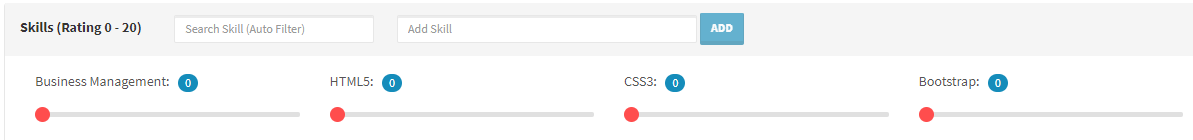 Skills (Rating 0 - 20) Search Skill (Auto Filter) Add Skill ADD
Business Management: 0 HTML5: 0 CSS3: 0 Bootstrap: 0